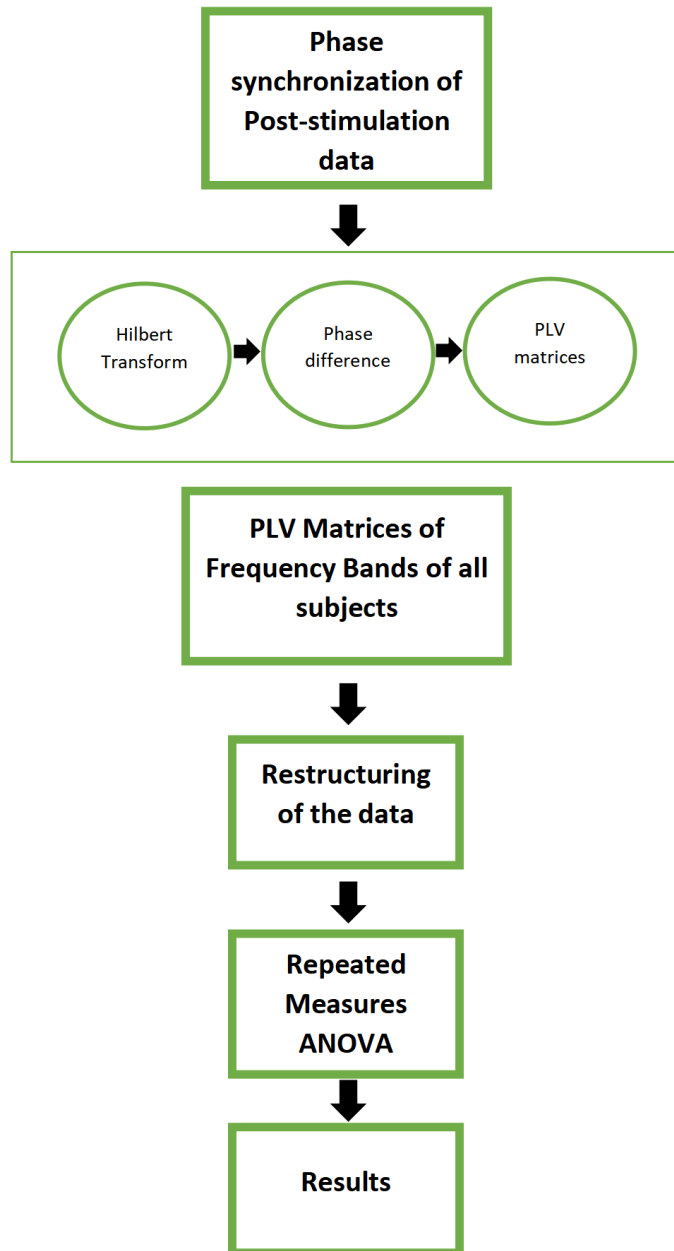 Phase
synchronization of
Post-stimulation
data
Hilbert
Transform
Phase
difference
PLV
matrices
PLV Matrices of
Frequency Bands of all
subjects
Restructuring
of the data
Repeated
Measures
ANOVA
Results